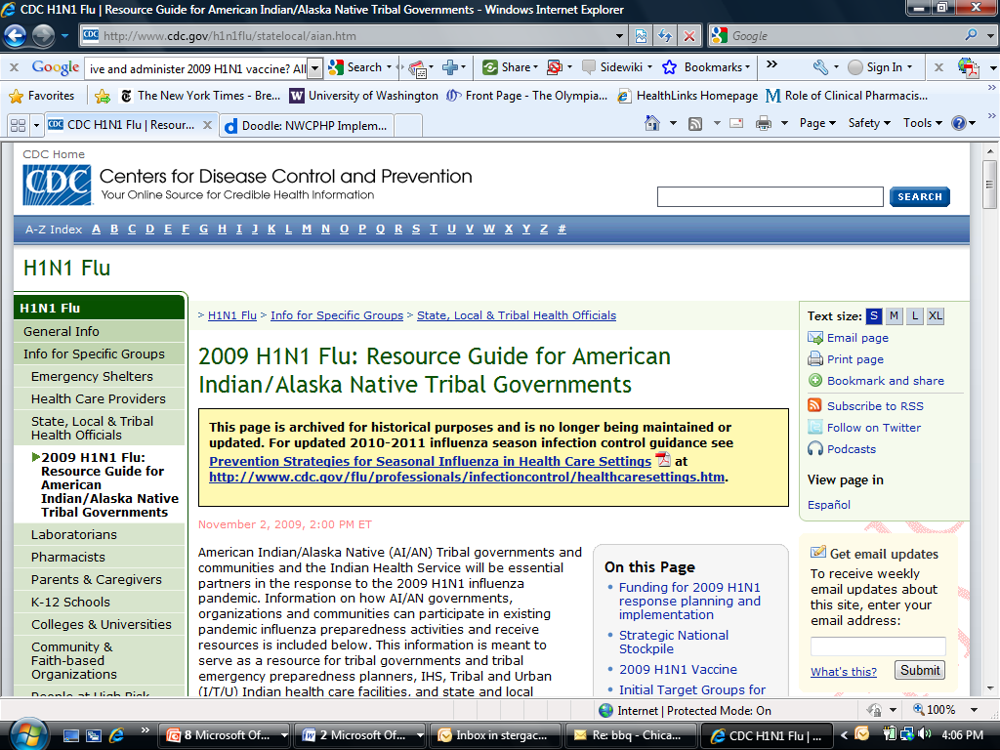 CDC H1N1 Flu | Resource Guide for American Indian/Alaska Native Tribal Governments - Windows Internet Explorer
CDC http://www.cdc.gov/h1n1flu/statelocal/aian.htm
Google
x Google ive and administer 2009 H1N1 vaccine? All Search Share Sidewiki Bookmarks » Sign In x
Favorites The New York Times - Bre... W University of Washington Front Page - The Olympia... HealthLinks Homepage M Role of Clinical Pharmacis... »
CDC CDC H1N1 Flu | Resour... x d Doodle: NWCPHP Implem... Page Safety Tools »
CDC Home
CDC Centers for Disease Control and Prevention
Your Online Source for Credible Health Information
SEARCH
A-Z Index A B C D E F G H I J K L M N O P Q R S T U V W X Y Z #
H1N1 Flu
H1N1 Flu
General Info
Info for Specific Groups
Emergency Shelters
Health Care Providers
State, Local & Tribal
Health Officials
2009 H1N1 Flu:
Resource Guide for
American
Indian/Alaska Native
Tribal Governments
Laboratorians
Pharmacists
Parents & Caregivers
K-12 Schools
Colleges & Universities
Community &
Faith-based
Organizations
People at High Risk
> H1N1 Flu > Info for Specific Groups > State, Local & Tribal Health Officials
2009 H1N1 Flu: Resource Guide for American
Indian/Alaska Native Tribal Governments
This page is archived for historical purposes and is no longer being maintained or
updated. For updated 2010-2011 influenza season infection control guidance see
Prevention Strategies for Seasonal Influenza in Health Care Settings at
http://www.cdc.gov/flu/professionals/infectioncontrol/healthcaresettings.htm.
November 2, 2009, 2:00 PM ET
American Indian/Alaska Native (AI/AN) Tribal governments and
communities and the Indian Health Service will be essential
partners in the response to the 2009 H1N1 influenza
pandemic. Information on how AI/AN governments,
organizations and communities can participate in existing
pandemic influenza preparedness activities and receive
resources is included below. This information is meant to
serve as a resource for tribal governments and tribal
emergency preparedness planners, IHS, Tribal and Urban
(I/T/U) Indian health care facilities, and state and local
On this Page
• Funding for 2009 H1N1
response planning and
implementation
• Strategic National
Stockpile
• 2009 H1N1 Vaccine
• Initial Target Groups for
Text size: S M L XL
Email page
Print page
Bookmark and share
Subscribe to RSS
Follow on Twitter
Podcasts
View page in
Español
Get email updates
To receive weekly
email updates about
this site, enter your
email address:
What's this? Submit
Internet | Protected Mode: On 100%
» 8 Microsoft Of... 2 Microsoft Of... Inbox in stergac... Re: bbq - Chica... CDC H1N1 Flu | ... < 4:06 PM